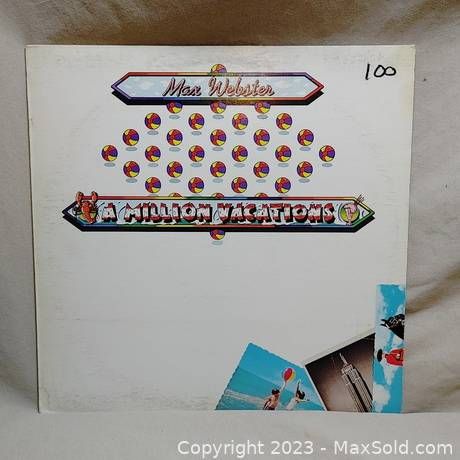 Max Webster
100
A MILLION VACATIONS
Copyright © 2023 - MaxSold.com